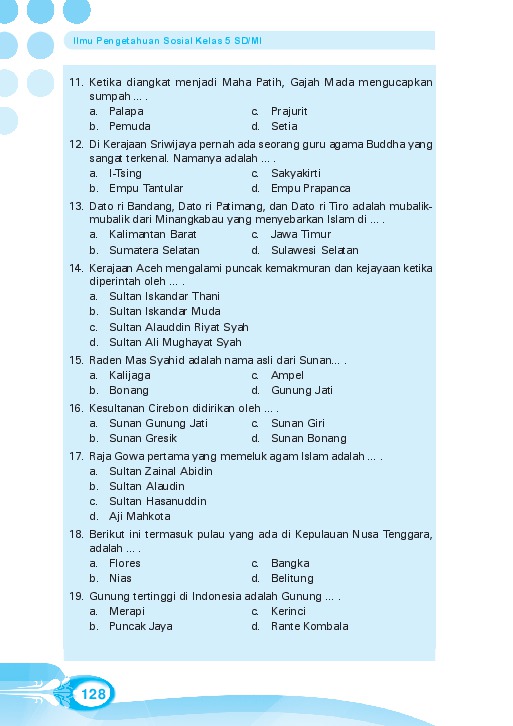 Ilmu Pengetahuan Sosial Kelas 5 SD/MI
11. Ketika diangkat menjadi Maha Patih, Gajah Mada mengucapkan
sumpah ... .
a. Palapa c. Prajurit
b. Pemuda d. Setia
12. Di Kerajaan Sriwijaya pernah ada seorang guru agama Buddha yang
sangat terkenal. Namanya adalah ... .
a. I-Tsing c. Sakyakirti
b. Empu Tantular d. Empu Prapanca
13. Dato ri Bandang, Dato ri Patimang, dan Dato ri Tiro adalah mubalik-
mubalik dari Minangkabau yang menyebarkan Islam di ... .
a. Kalimantan Barat c. Jawa Timur
b. Sumatera Selatan d. Sulawesi Selatan
14. Kerajaan Aceh mengalami puncak kemakmuran dan kejayaan ketika
diperintah oleh ... .
a. Sultan Iskandar Thani
b. Sultan Iskandar Muda
c. Sultan Alauddin Riyat Syah
d. Sultan Ali Mughayat Syah
15. Raden Mas Syahid adalah nama asli dari Sunan... .
a. Kalijaga c. Ampel
b. Bonang d. Gunung Jati
16. Kesultanan Cirebon didirikan oleh ... .
a. Sunan Gunung Jati c. Sunan Giri
b. Sunan Gresik d. Sunan Bonang
17. Raja Gowa pertama yang memeluk agam Islam adalah ... .
a. Sultan Zainal Abidin
b. Sultan Alaudin
c. Sultan Hasanuddin
d. Aji Mahkota
18. Berikut ini termasuk pulau yang ada di Kepulauan Nusa Tenggara,
adalah ... .
a. Flores c. Bangka
b. Nias d. Belitung
19. Gunung tertinggi di Indonesia adalah Gunung ... .
a. Merapi c. Kerinci
b. Puncak Jaya d. Rante Kombala
128